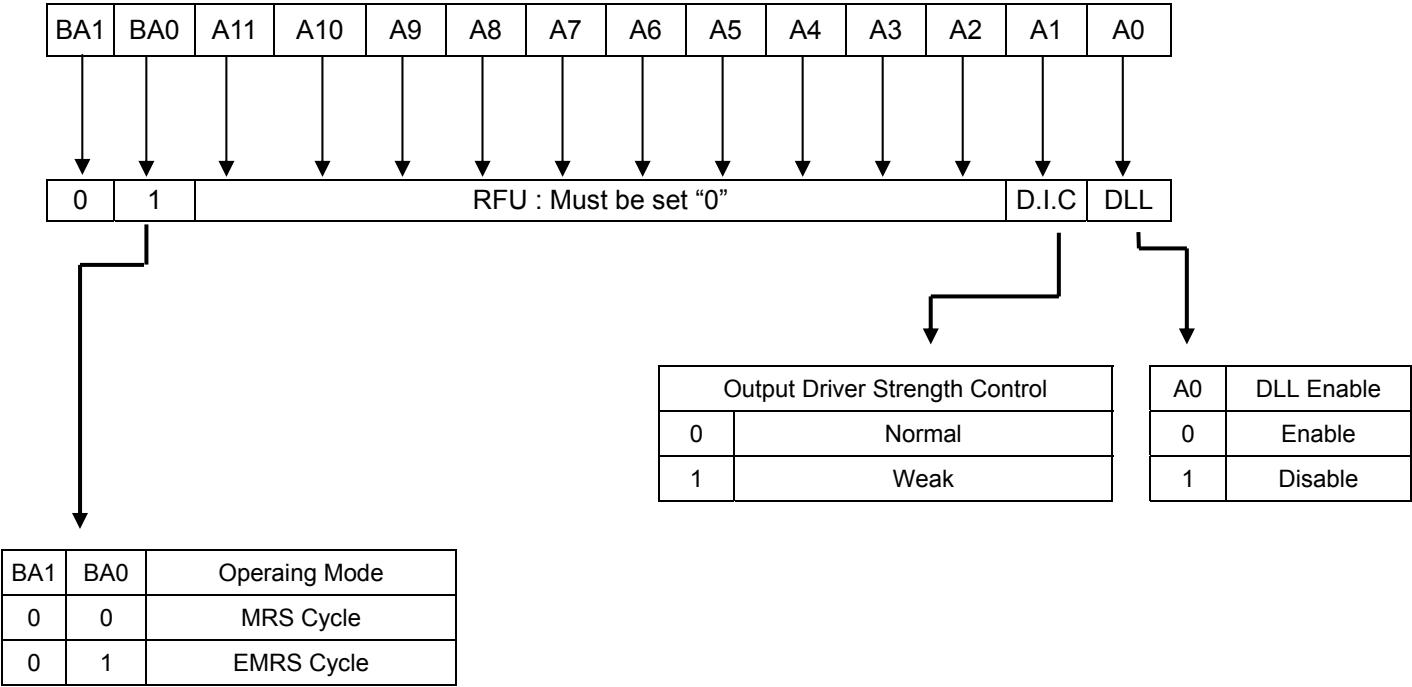 BA1 BA0 A11 A10 A9 A8 A7 A6 A5 A4 A3 A2 A1 A0
0 1 RFU : Must be set “0” D.I.C DLL
Output Driver Strength Control
0 Normal
1 Weak
A0 DLL Enable
0 Enable
1 Disable
BA1 BA0 Operaing Mode
0 0 MRS Cycle
0 1 EMRS Cycle